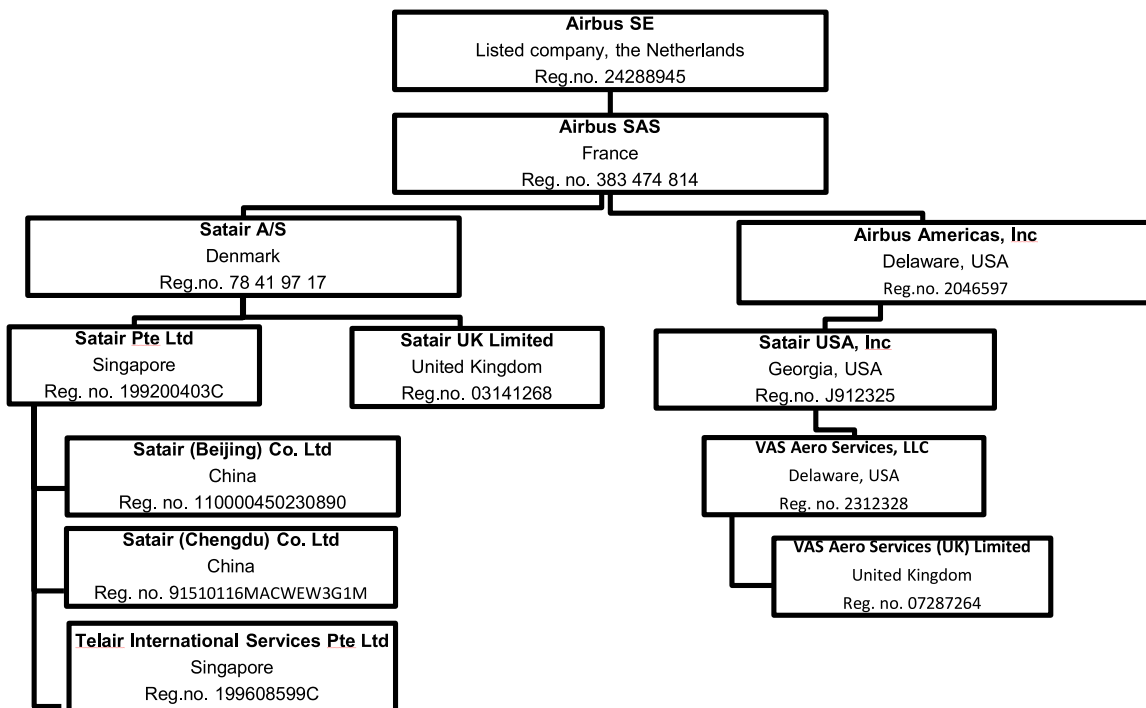 Airbus SE
Listed company, the Netherlands
Reg.no. 24288945
Airbus SAS
France
Reg. no. 383 474 814
Satair A/S
Denmark
Reg.no. 78 41 97 17
Airbus Americas, Inc
Delaware, USA
Reg.no. 2046597
Satair Pte Ltd
Singapore
Reg. no. 199200403C
Satair UK Limited
United Kingdom
Reg.no. 03141268
Satair USA, Inc
Georgia, USA
Reg.no. J912325
Satair (Beijing) Co. Ltd
China
Reg. no. 110000450230890
VAS Aero Services, LLC
Delaware, USA
Reg. no. 2312328
Satair (Chengdu) Co. Ltd
China
Reg. no. 91510116MACWEW3G1M
VAS Aero Services (UK) Limited
United Kingdom
Reg. no. 07287264
Telair International Services Pte Ltd
Singapore
Reg.no. 199608599C